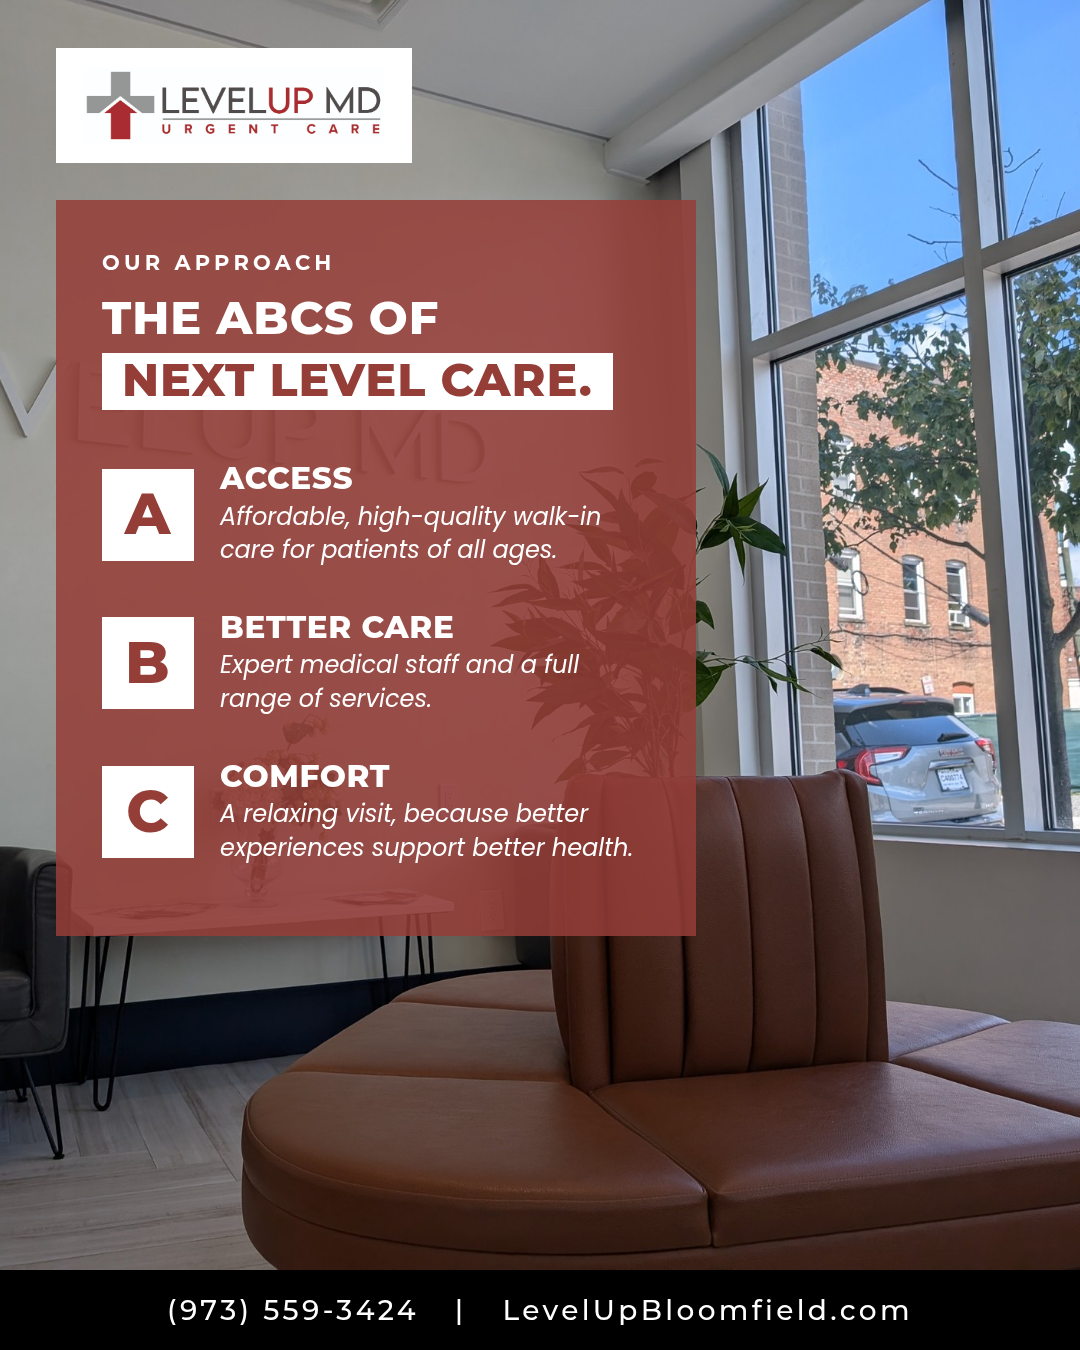 LEVELUP MD
URGENT CARE
OUR APPROACH
THE ABCS OF
NEXT LEVEL CARE.
A
ACCESS
Affordable, high-quality walk-in
care for patients of all ages.
B
BETTER CARE
Expert medical staff and a full
range of services.
C
COMFORT
A relaxing visit, because better
experiences support better health.
VELUP MD
(973) 559-3424 | LevelUpBloomfield.com